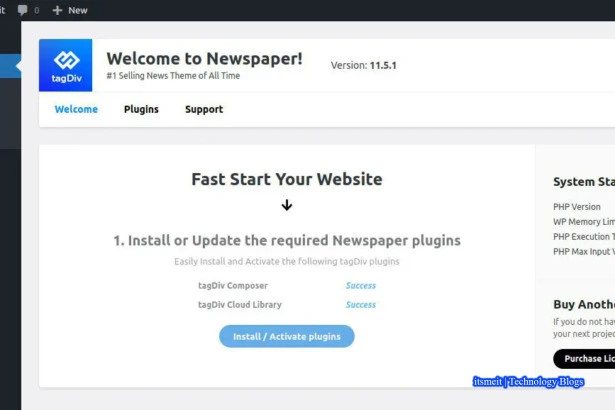 0
New
tagDiv
Welcome to Newspaper!
#1 Selling News Theme of All Time
Version: 11.5.1
Welcome
Plugins
Support
Fast Start Your Website
1. Install or Update the required Newspaper plugins
Easily Install and Activate the following tagDiv plugins
tagDiv Composer Success
tagDiv Cloud Library Success
Install / Activate plugins
System Sta
PHP Version
WP Memory Lim
PHP Execution T
PHP Max Input V
Buy Anothe
If you do not hav
your next projec
Purchase Lic
itsmeit | Technology Blogs